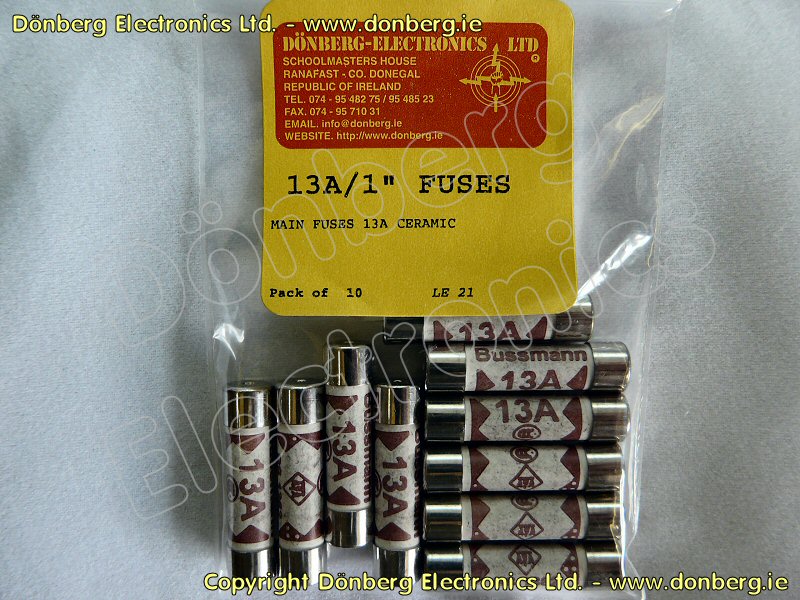 Dönberg Electronics Ltd. - www.donberg.ie
DÖNBERG-ELECTRONICS LTD
®
SCHOOLMASTERS HOUSE
RANAFAST - CO. DONEGAL
REPUBLIC OF IRELAND
TEL. 074 - 95 482 75 / 95 485 23
FAX. 074 - 95 710 31
EMAIL. info@donberg.ie
WEBSITE. http://www.donberg.ie
13A/1" FUSES
MAIN FUSES 13A CERAMIC
Pack of 10 LE 21
Dönberg
Electronics
13A
Bussmann
13A
13A
13A
13A
13A
Copyright Dönberg Electronics Ltd. - www.donberg.ie